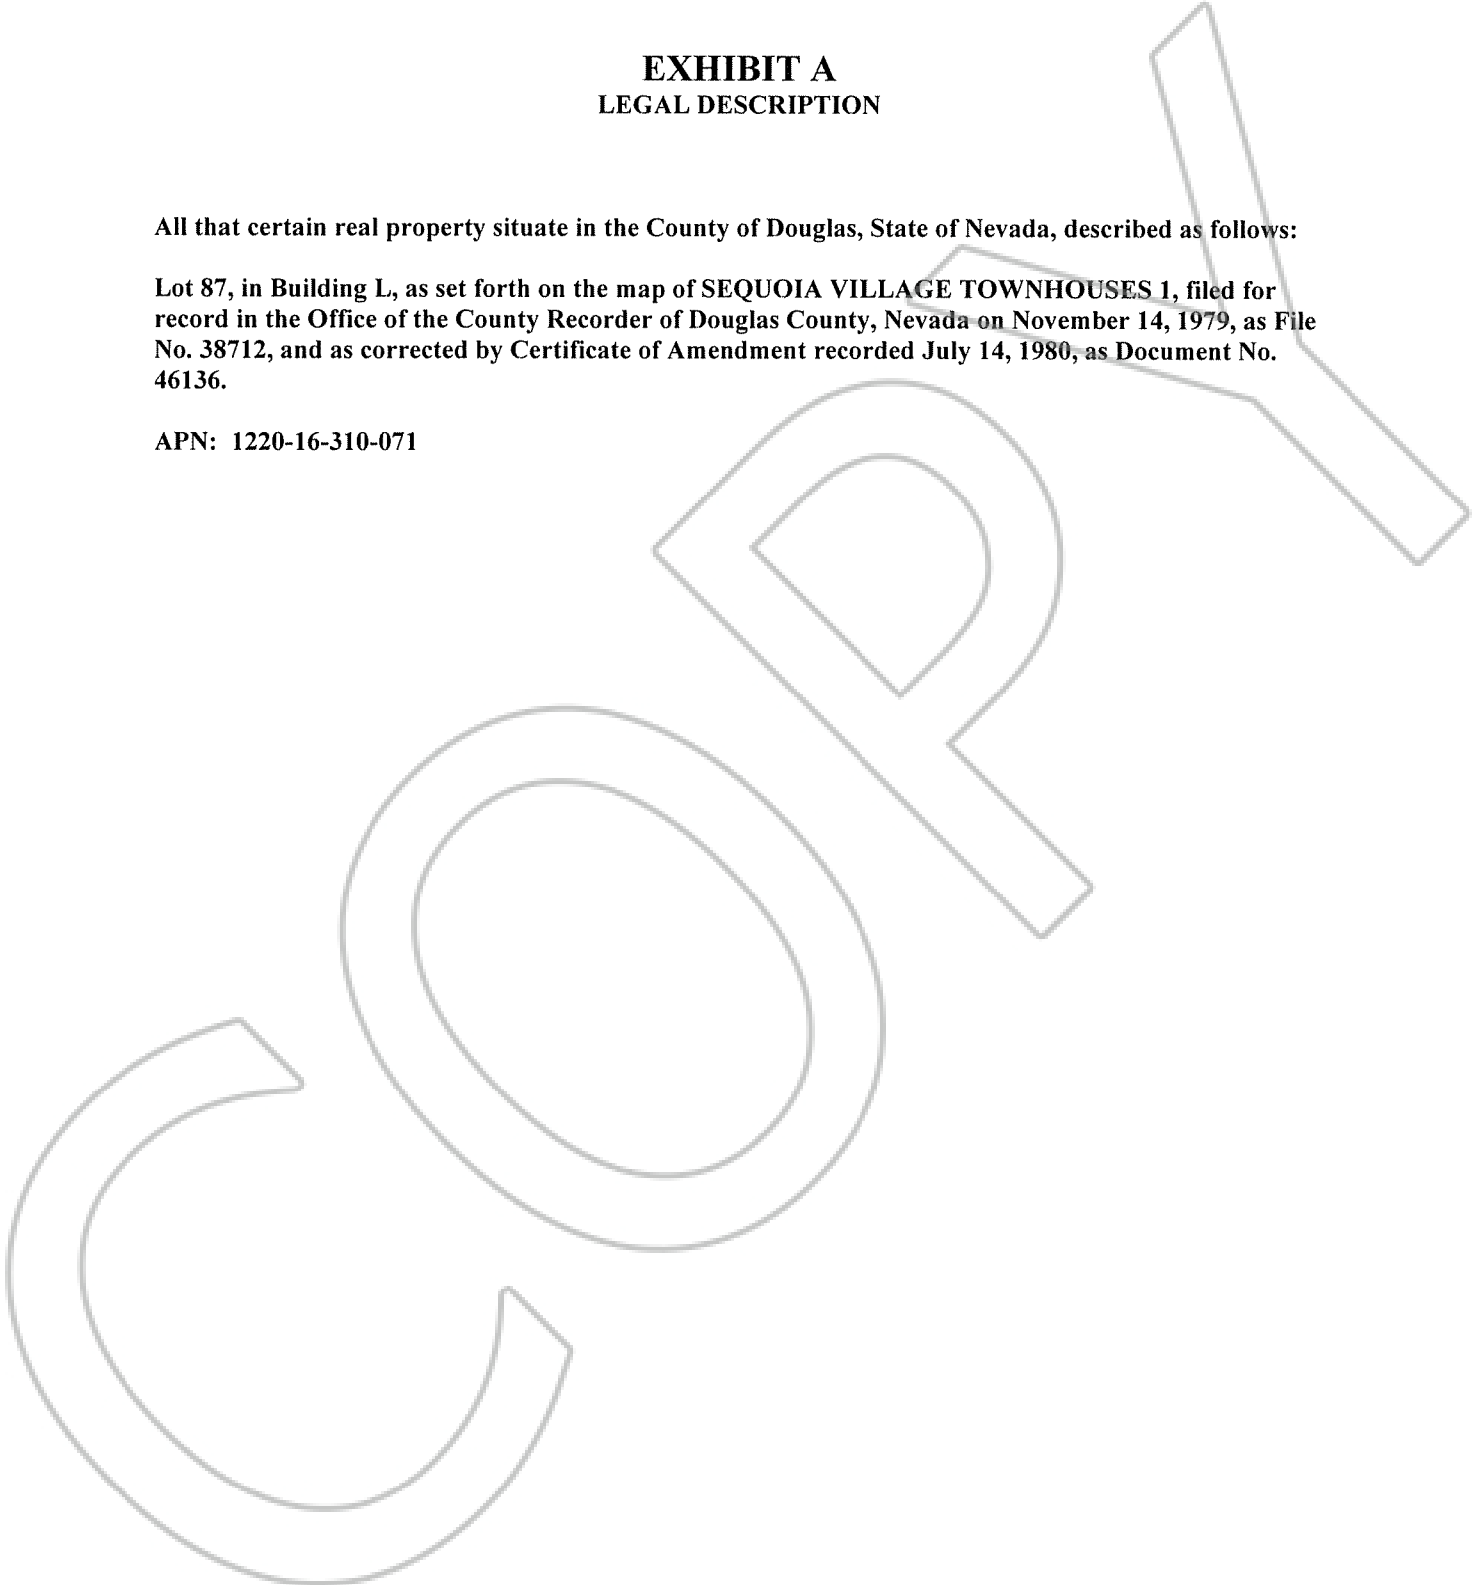 EXHIBIT A
LEGAL DESCRIPTION
All that certain real property situate in the County of Douglas, State of Nevada, described as follows:
Lot 87, in Building L, as set forth on the map of SEQUOIA VILLAGE TOWNHOUSES 1, filed for
record in the Office of the County Recorder of Douglas County, Nevada on November 14, 1979, as File
No. 38712, and as corrected by Certificate of Amendment recorded July 14, 1980, as Document No.
46136.
APN: 1220-16-310-071
COPY